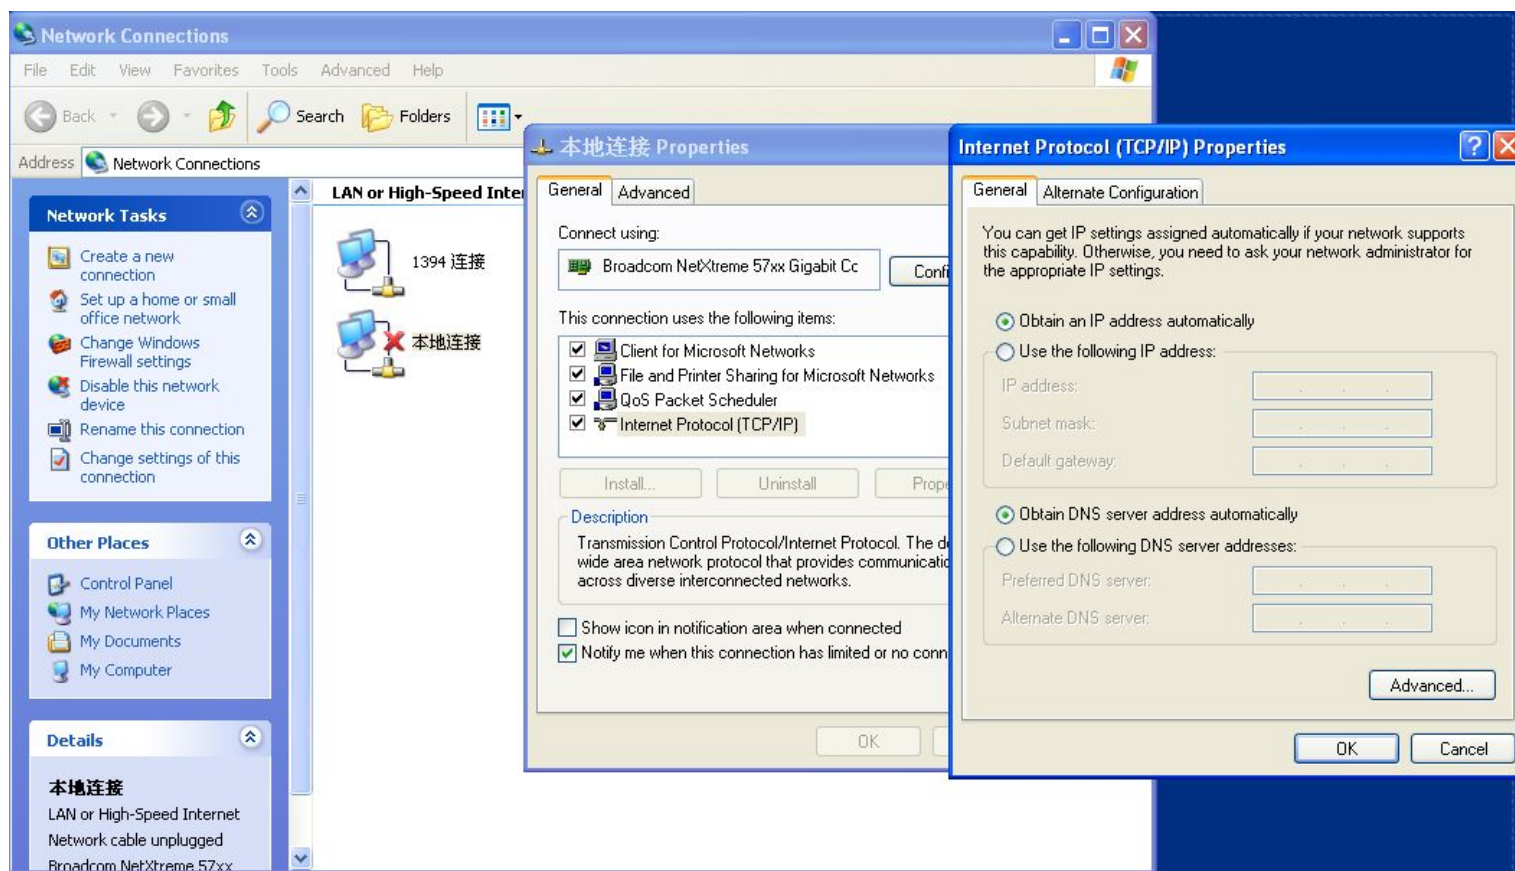 Network Connections
File Edit View Favorites Tools Advanced Help
Back Search Folders
Address Network Connections
Network Tasks
Create a new
connection
Set up a home or small
office network
Change Windows
Firewall settings
Disable this network
device
Rename this connection
Change settings of this
connection
Other Places
Control Panel
My Network Places
My Documents
My Computer
Details
本地连接
LAN or High-Speed Internet
Network cable unplugged
Broadcom NetXtreme 57xx
LAN or High-Speed Inte
1394 连接
本地连接
本地连接 Properties
General Advanced
Connect using:
Broadcom NetXtreme 57xx Gigabit Cc
Confi
This connection uses the following items:
Client for Microsoft Networks
File and Printer Sharing for Microsoft Networks
QoS Packet Scheduler
Internet Protocol (TCP/IP)
Install... Uninstall Prope
Description
Transmission Control Protocol/Internet Protocol. The d
wide area network protocol that provides communicatio
across diverse interconnected networks.
Show icon in notification area when connected
Notify me when this connection has limited or no conn
OK
Internet Protocol (TCP/IP) Properties
General Alternate Configuration
You can get IP settings assigned automatically if your network supports
this capability. Otherwise, you need to ask your network administrator for
the appropriate IP settings.
Obtain an IP address automatically
Use the following IP address:
IP address:
Subnet mask:
Default gateway:
Obtain DNS server address automatically
Use the following DNS server addresses:
Preferred DNS server:
Alternate DNS server:
Advanced...
OK Cancel